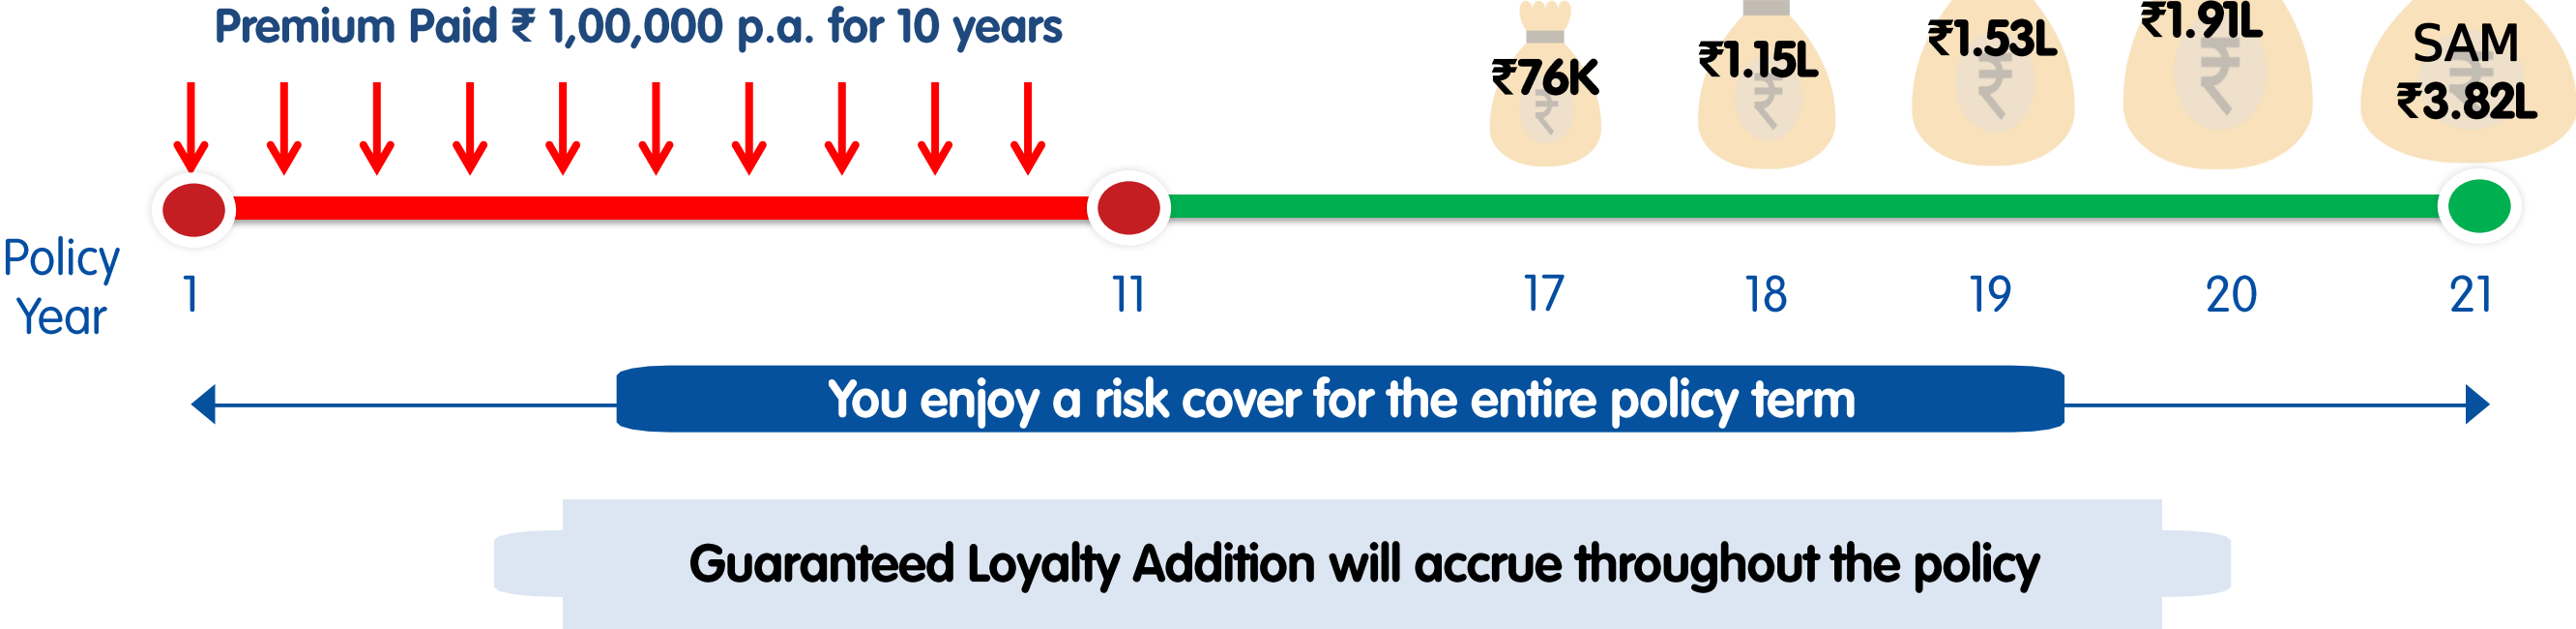 Premium Paid ₹ 1,00,000 p.a. for 10 years
₹76K
₹1.15L
₹1.53L
₹1.91L
SAM
₹3.82L
Policy
Year
1
11
17
18
19
20
21
You enjoy a risk cover for the entire policy term
Guaranteed Loyalty Addition will accrue throughout the policy